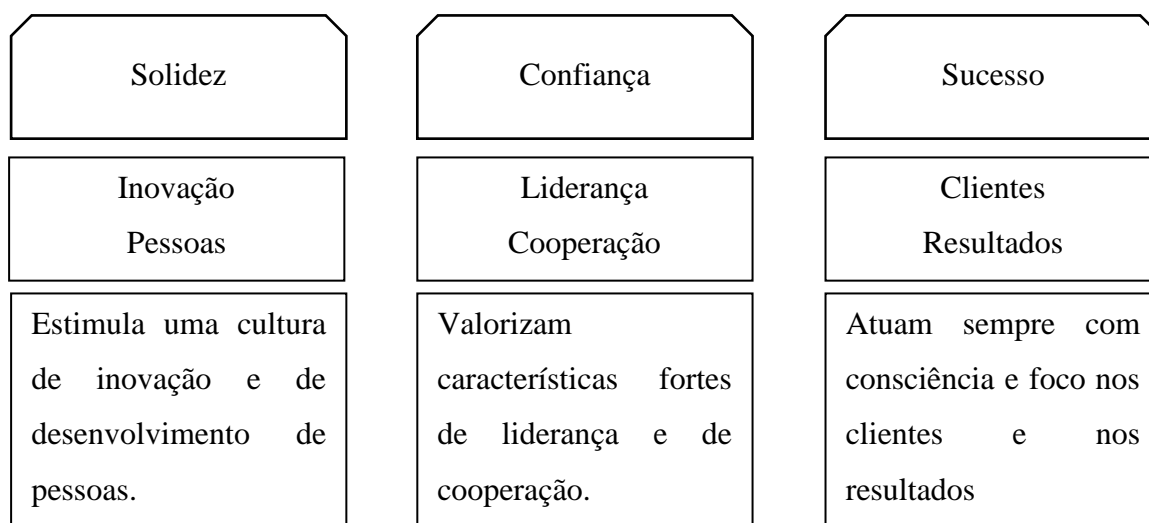 Solidez
Inovação
Pessoas
Estimula uma cultura
de inovação e de
desenvolvimento de
pessoas.
Confiança
Liderança
Cooperação
Valorizam
características fortes
de liderança e de
cooperação.
Sucesso
Clientes
Resultados
Atuam sempre com
consciência e foco nos
clientes e nos
resultados